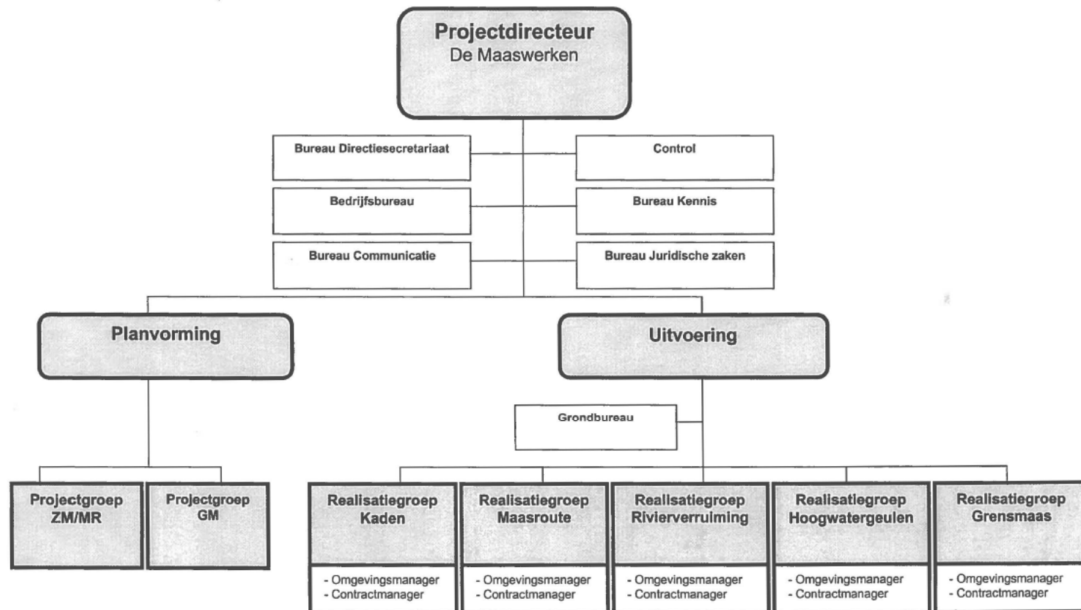 Projectdirecteur
De Maaswerken
Bureau Directiesecretariaat
Control
Bedrijfsbureau
Bureau Kennis
Bureau Communicatie
Bureau Juridische zaken
Planvorming
Uitvoering
Grondbureau
Projectgroep
ZM/MR
Projectgroep
GM
Realisatiegroep
Kaden
- Omgevingsmanager
- Contractmanager
Realisatiegroep
Maasroute
- Omgevingsmanager
- Contractmanager
Realisatiegroep
Rivierverruiming
- Omgevingsmanager
- Contractmanager
Realisatiegroep
Hoogwatergeulen
- Omgevingsmanager
- Contractmanager
Realisatiegroep
Grensmaas
- Omgevingsmanager
- Contractmanager